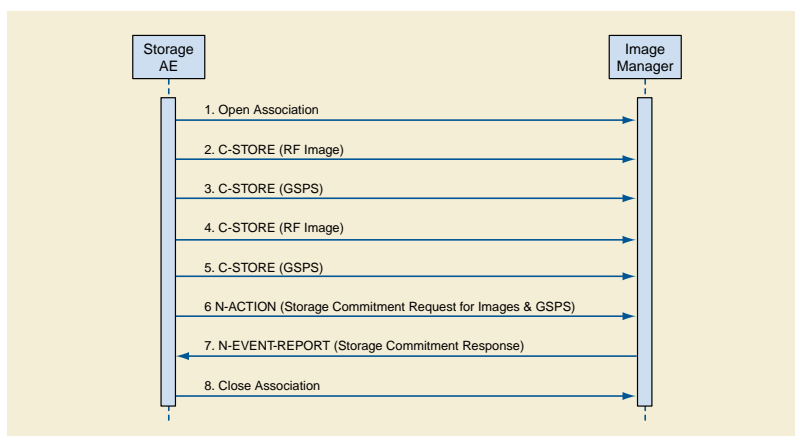 Storage
AE
Image
Manager
1. Open Association
2. C-STORE (RF Image)
3. C-STORE (GSPS)
4. C-STORE (RF Image)
5. C-STORE (GSPS)
6 N-ACTION (Storage Commitment Request for Images & GSPS)
7. N-EVENT-REPORT (Storage Commitment Response)
8. Close Association